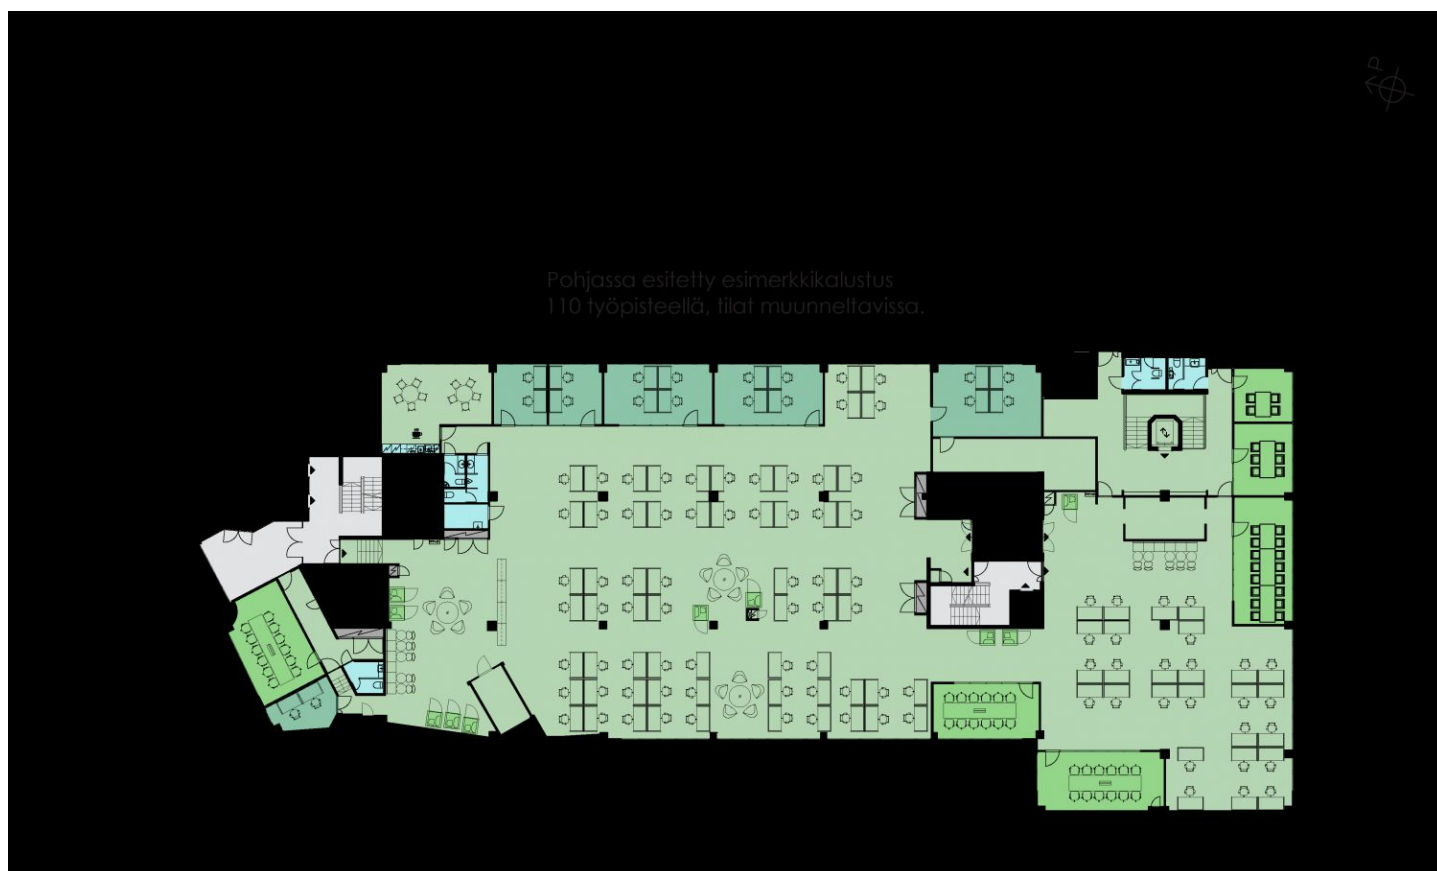 P
Pohjassa esitetty esimerkkikalustus
110 työpisteellä, tilat muunneltavissa.